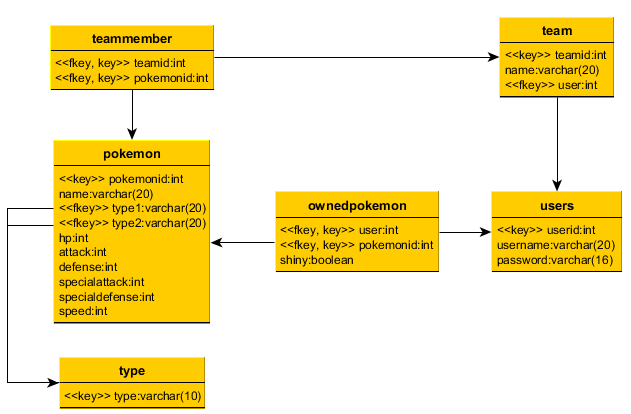 teammember
<<fkey, key>> teamid:int
<<fkey, key>> pokemonid:int
team
<<key>> teamid:int
name:varchar(20)
<<fkey>> user:int
pokemon
<<key>> pokemonid:int
name:varchar(20)
<<fkey>> type1:varchar(20)
<<fkey>> type2:varchar(20)
hp:int
attack:int
defense:int
specialattack:int
specialdefense:int
speed:int
ownedpokemon
<<fkey, key>> user:int
<<fkey, key>> pokemonid:int
shiny:boolean
users
<<key>> userid:int
username:varchar(20)
password:varchar(16)
type
<<key>> type:varchar(10)